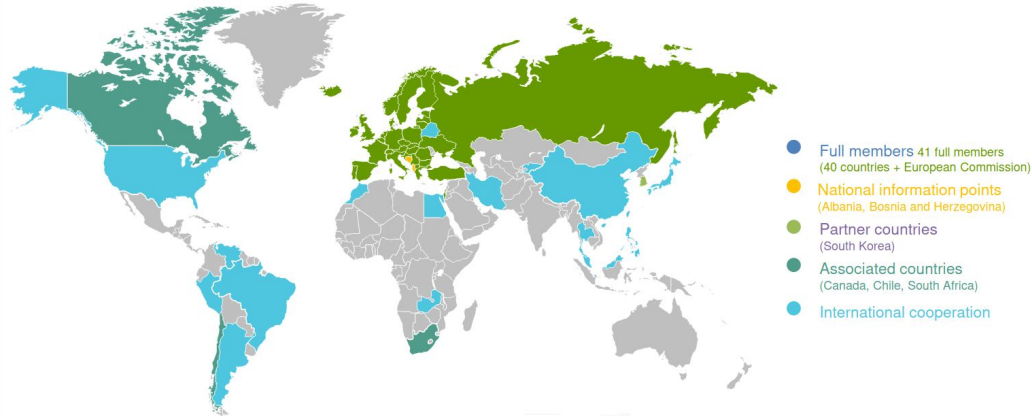 Full members 41 full members
(40 countries + European Commission)
National information points
(Albania, Bosnia and Herzegovina)
Partner countries
(South Korea)
Associated countries
(Canada, Chile, South Africa)
International cooperation